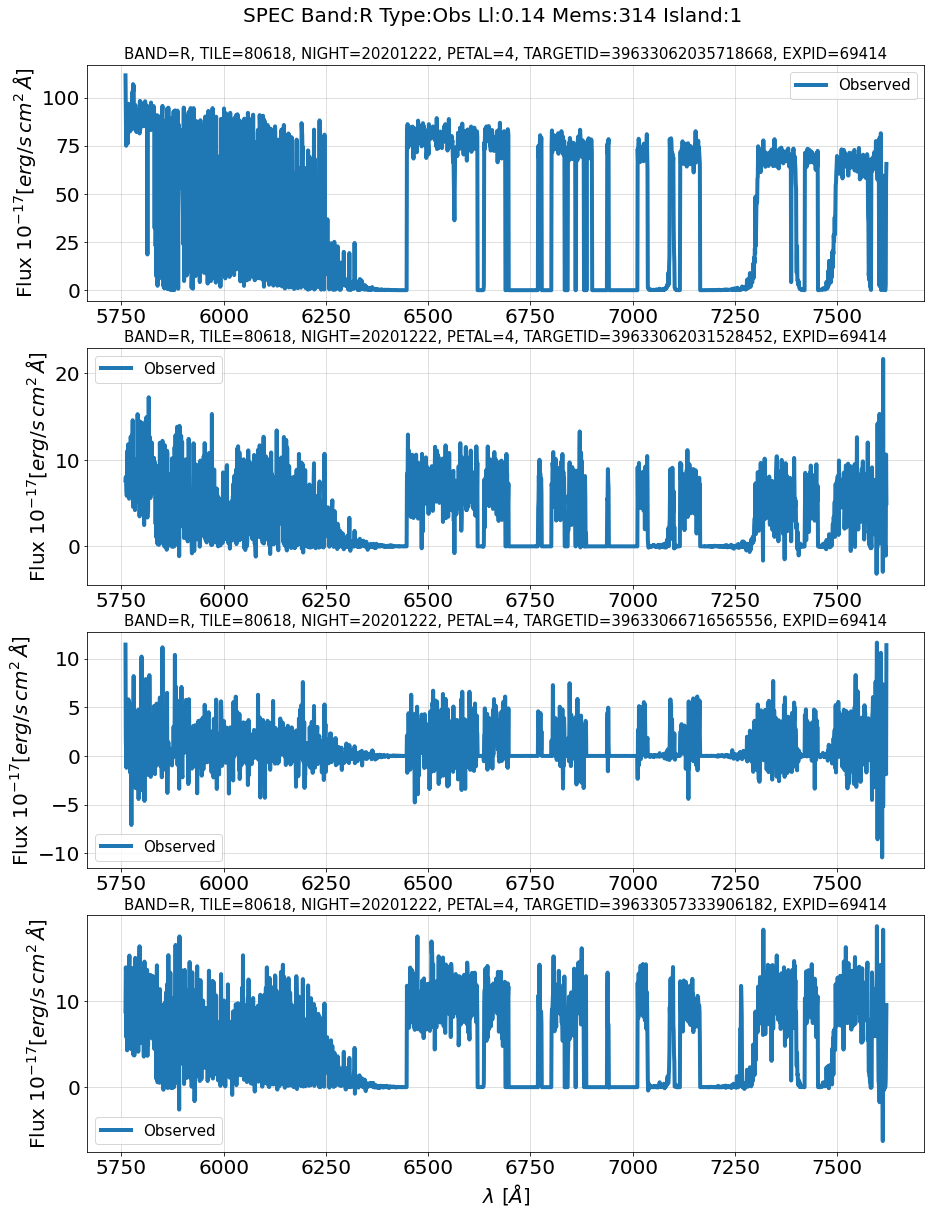 SPEC Band:R Type:Obs Ll:0.14 Mems:314 Island:1
BAND=R, TILE=80618, NIGHT=20201222, PETAL=4, TARGETID=39633062035718668, EXPID=69414
Flux 10^{-17}[erg/s cm^2 Å]
100
75
50
25
0
Observed
5750 6000 6250 6500 6750 7000 7250 7500
BAND=R, TILE=80618, NIGHT=20201222, PETAL=4, TARGETID=39633062031528452, EXPID=69414
Flux 10^{-17}[erg/s cm^2 Å]
20
10
0
Observed
5750 6000 6250 6500 6750 7000 7250 7500
BAND=R, TILE=80618, NIGHT=20201222, PETAL=4, TARGETID=39633066716565556, EXPID=69414
Flux 10^{-17}[erg/s cm^2 Å]
10
5
0
−5
−10
Observed
5750 6000 6250 6500 6750 7000 7250 7500
BAND=R, TILE=80618, NIGHT=20201222, PETAL=4, TARGETID=39633057333906182, EXPID=69414
Flux 10^{-17}[erg/s cm^2 Å]
10
0
Observed
5750 6000 6250 6500 6750 7000 7250 7500
λ [Å]